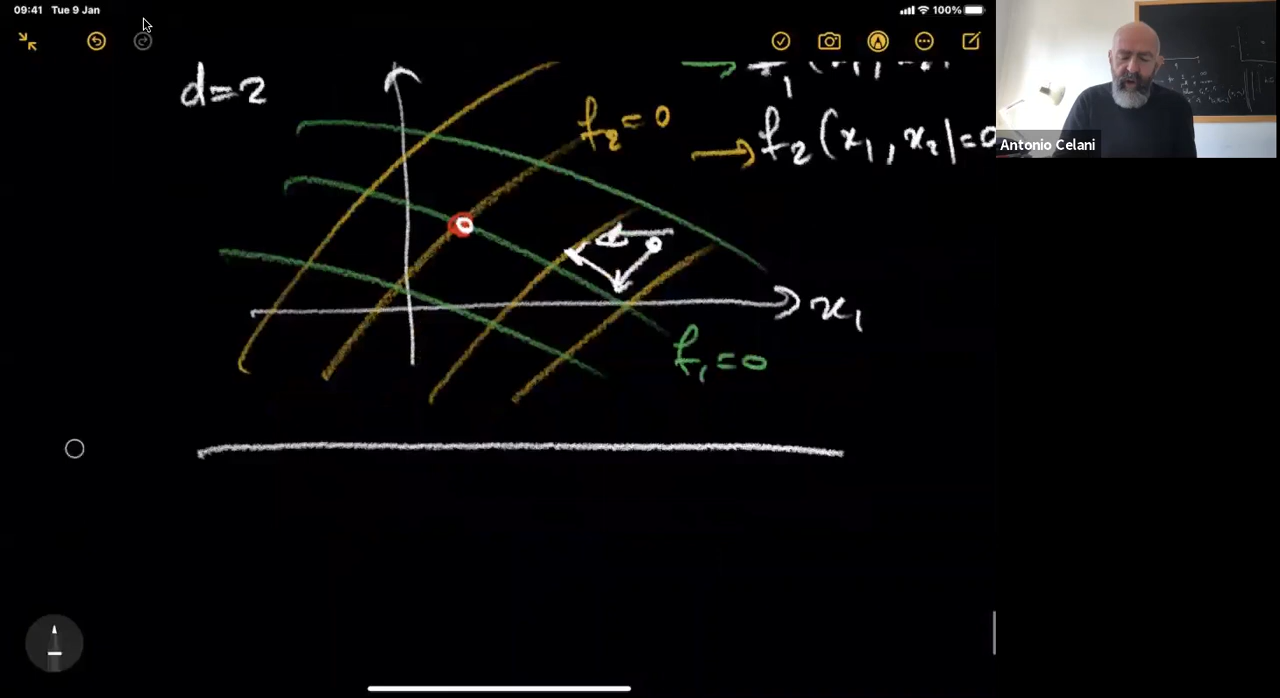 09:41 Tue 9 Jan
100%
d=2
f₂=0
f₂(x₁, x₂)=0
Antonio Celani
x₁
f₁=0